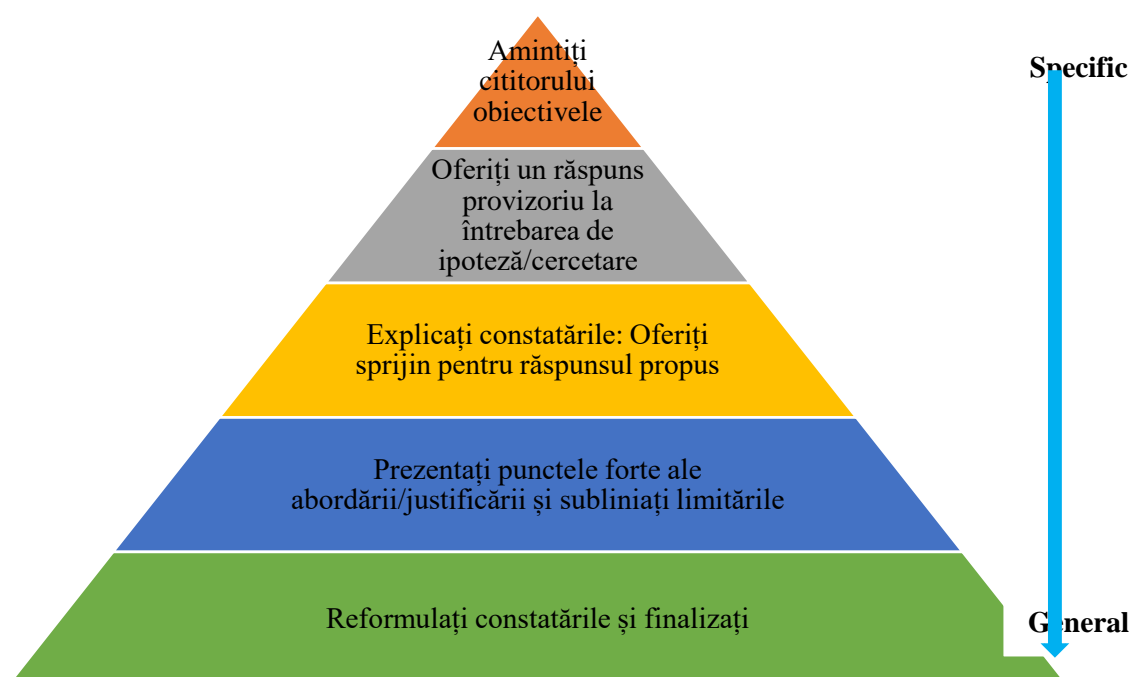 Amintiți
cititorului
obiectivele
Specific
Oferiți un răspuns
provizoriu la
întrebarea de
ipoteză/cercetare
Explicați constatările: Oferiți
sprijin pentru răspunsul propus
Prezentați punctele forte ale
abordării/justificării și subliniați limitările
Reformulați constatările și finalizați
General